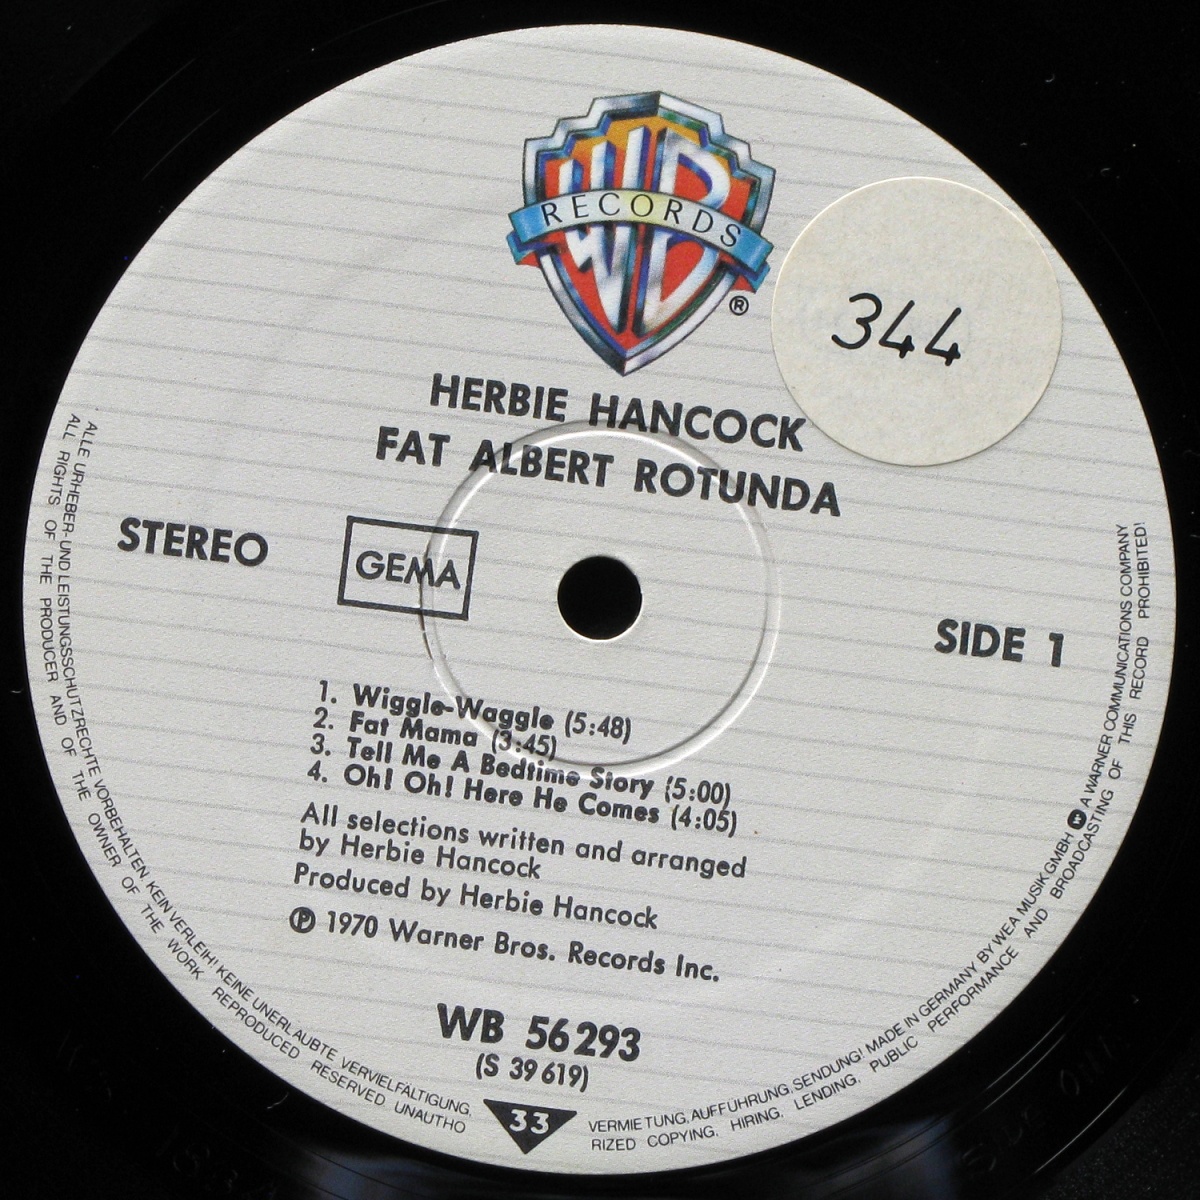 WB
RECORDS
®
344
HERBIE HANCOCK
FAT ALBERT ROTUNDA
STEREO
GEMA
SIDE 1
1. Wiggle-Waggle (5:48)
2. Fat Mama (3:45)
3. Tell Me A Bedtime Story (5:00)
4. Oh! Oh! Here He Comes (4:05)
All selections written and arranged
by Herbie Hancock
Produced by Herbie Hancock
℗ 1970 Warner Bros. Records Inc.
WB 56 293
(S 39 619)
33
ALLE URHEBER- UND LEISTUNGSSCHUTZRECHTE VORBEHALTEN. KEIN VERLEIH! KEINE UNERLAUBTE VERVIELFÄLTIGUNG, VERMIETUNG, AUFFÜHRUNG, SENDUNG! MADE IN GERMANY BY WEA MUSIK GMBH A WARNER COMMUNICATIONS COMPANY
ALL RIGHTS OF THE PRODUCER AND OF THE OWNER OF THE WORK REPRODUCED RESERVED UNAUTHORIZED COPYING, HIRING, LENDING, PUBLIC PERFORMANCE AND BROADCASTING OF THIS RECORD PROHIBITED!